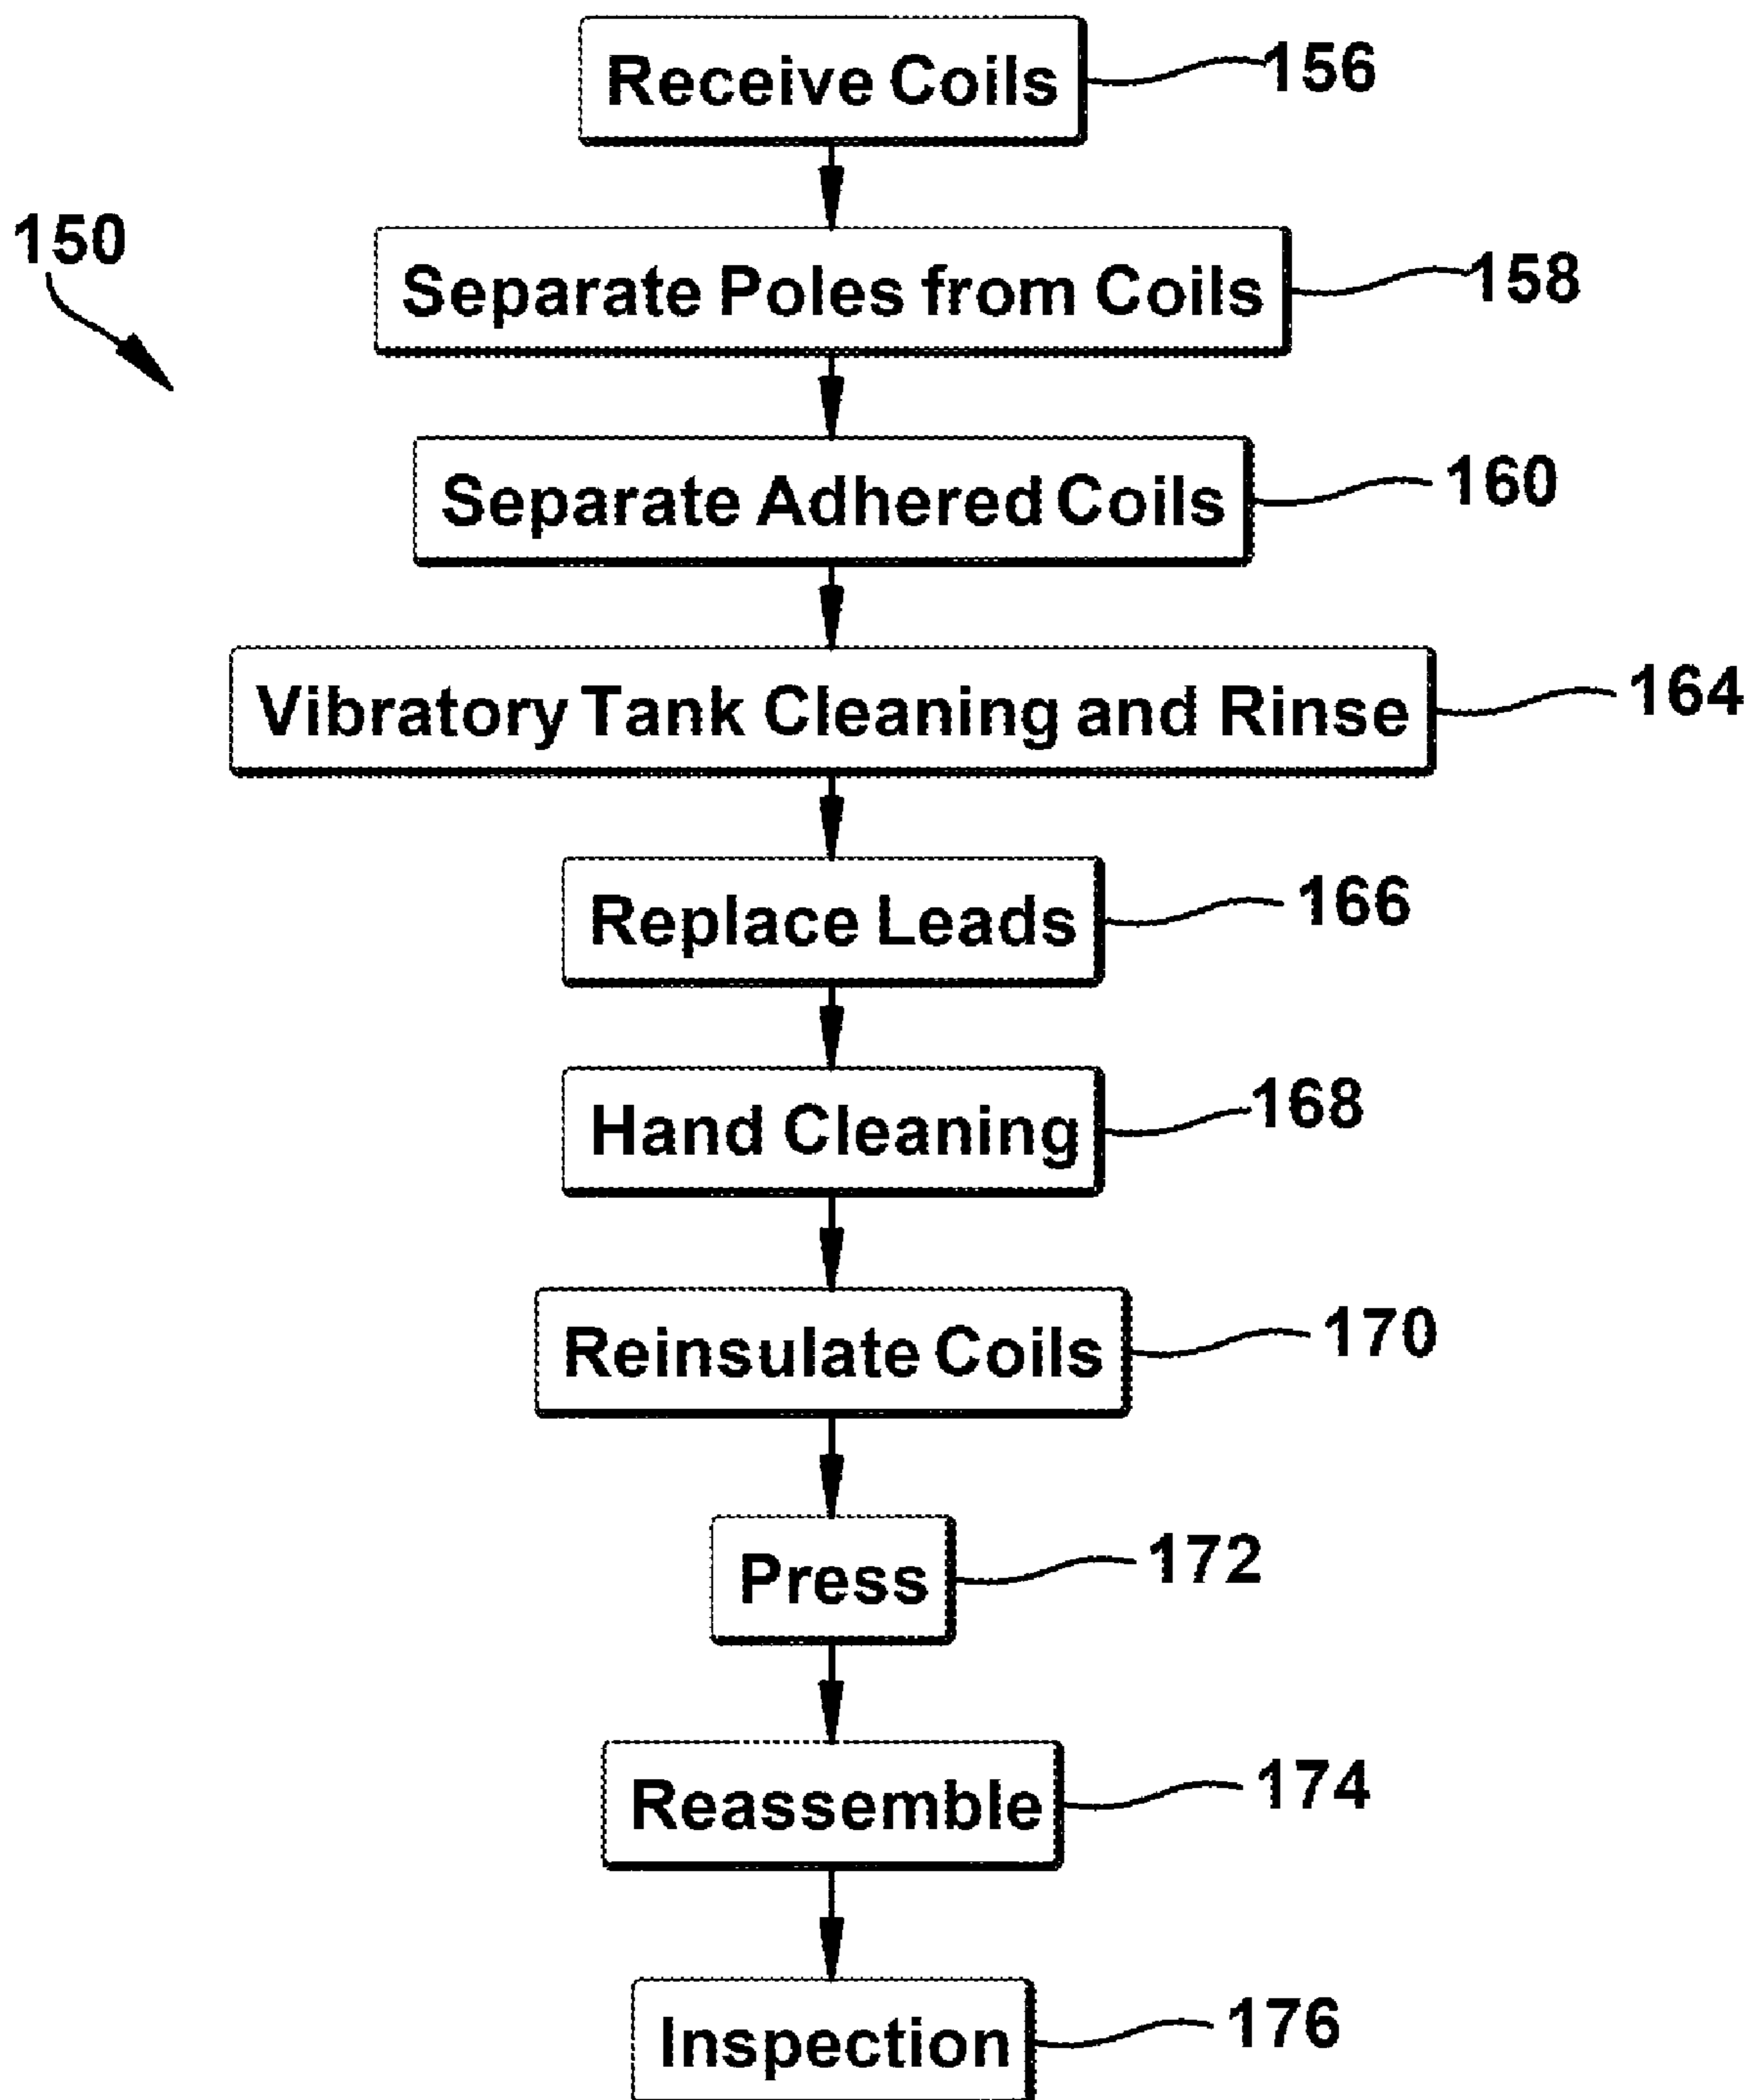 Receive Coils 156
150
Separate Poles from Coils 158
Separate Adhered Coils 160
Vibratory Tank Cleaning and Rinse 164
Replace Leads 166
Hand Cleaning 168
Reinsulate Coils 170
Press 172
Reassemble 174
Inspection 176